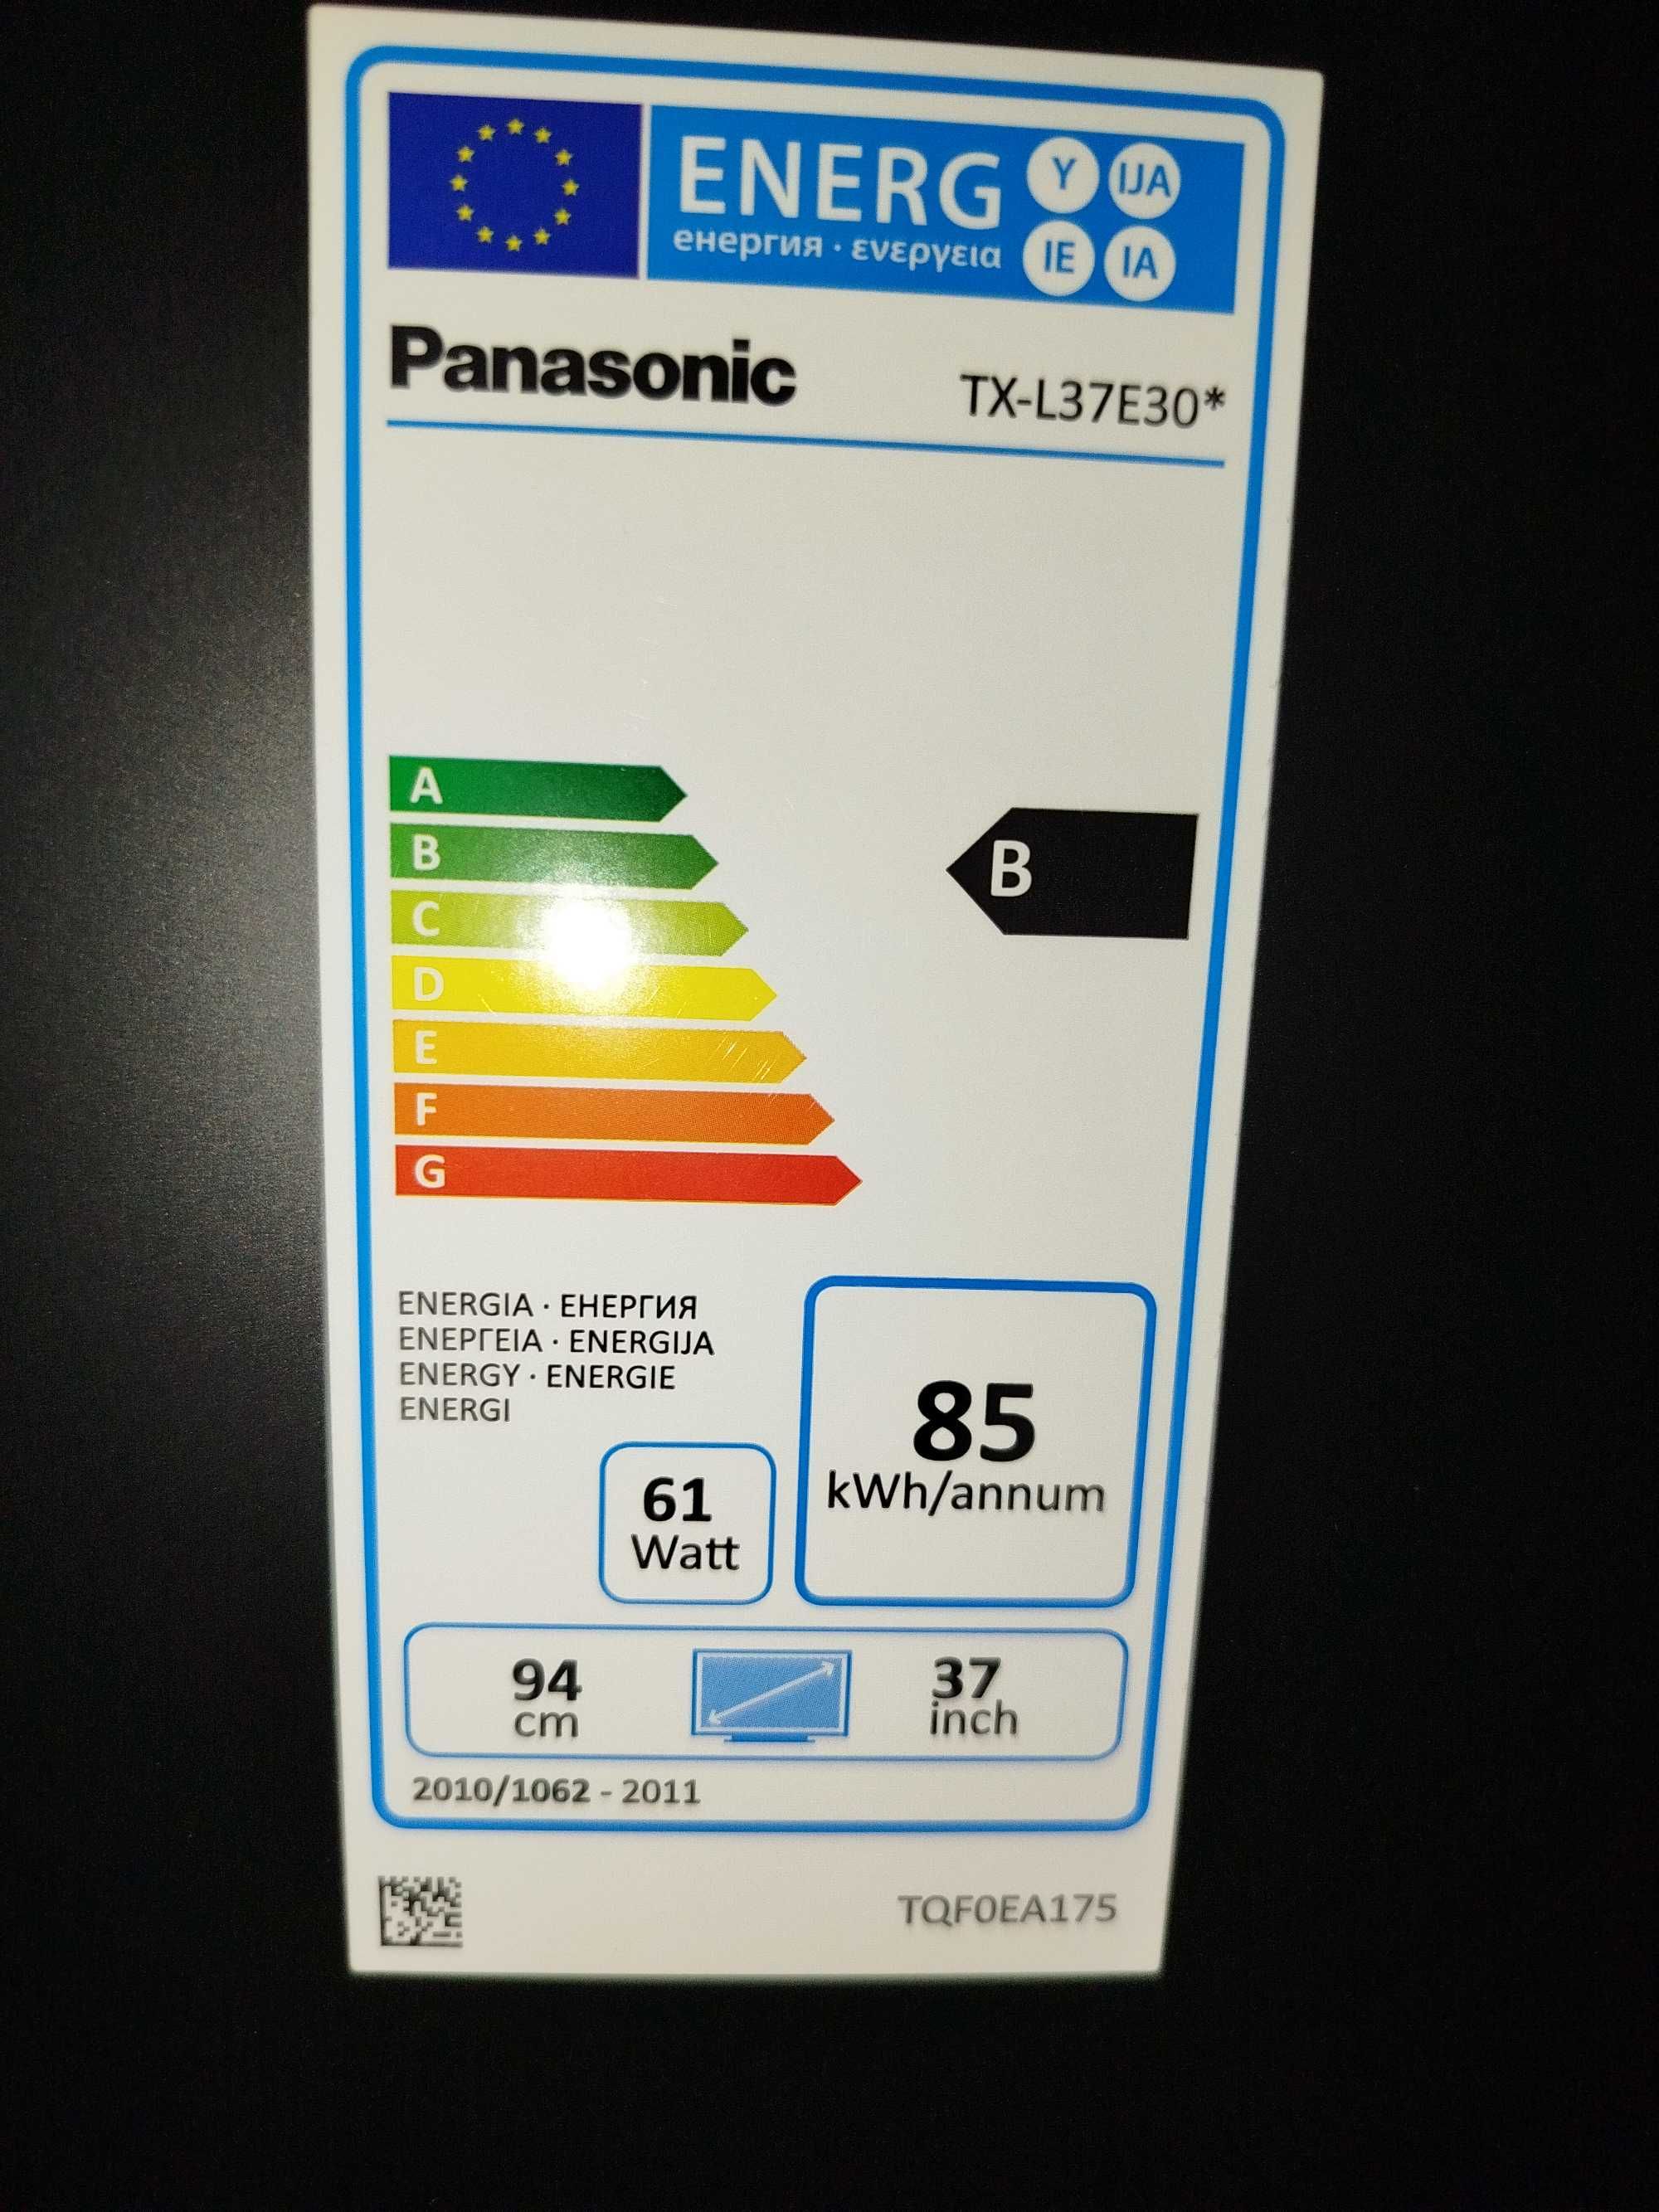 ENERG Y IJA
енергия · ενεργεια IE IA
Panasonic TX-L37E30*
A
B
B
C
D
E
F
G
ENERGIA · ЕНЕРГИЯ
ΕΝΕΡΓΕΙΑ · ENERGIJA
ENERGY · ENERGIE
ENERGI
85
kWh/annum
61
Watt
94
cm
37
inch
2010/1062 - 2011
TQF0EA175